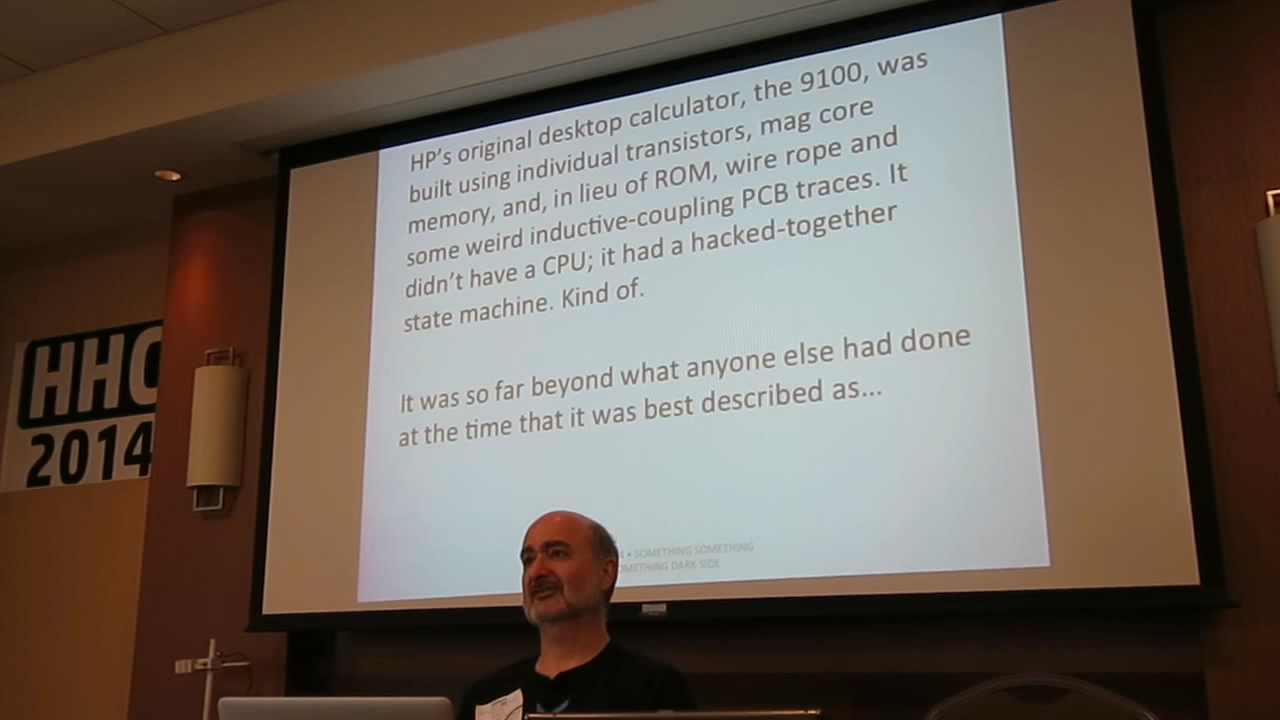 HP's original desktop calculator, the 9100, was
built using individual transistors, mag core
memory, and, in lieu of ROM, wire rope and
some weird inductive-coupling PCB traces. It
didn't have a CPU; it had a hacked-together
state machine. Kind of.
It was so far beyond what anyone else had done
at the time that it was best described as...
• SOMETHING SOMETHING
OMETHING DARK SIDE
HHC
2014